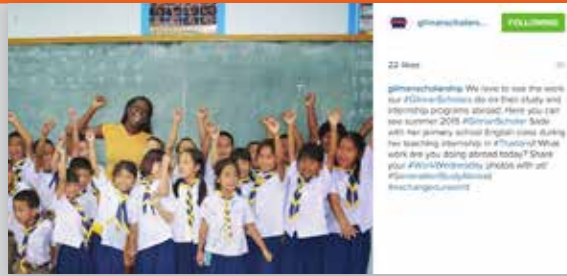 gilmanscholars...
FOLLOWING
22 likes
gilmanscholarship We love to see the work
our #GilmanScholars do on their study and
internship programs abroad. Here you can
see summer 2015 #GilmanScholar
with her primary school English class during
her teaching internship in #Thailand! What
work are you doing abroad today? Share
your #WorkWednesday photos with us!
#GenerationStudyAbroad
#exchangeourworld